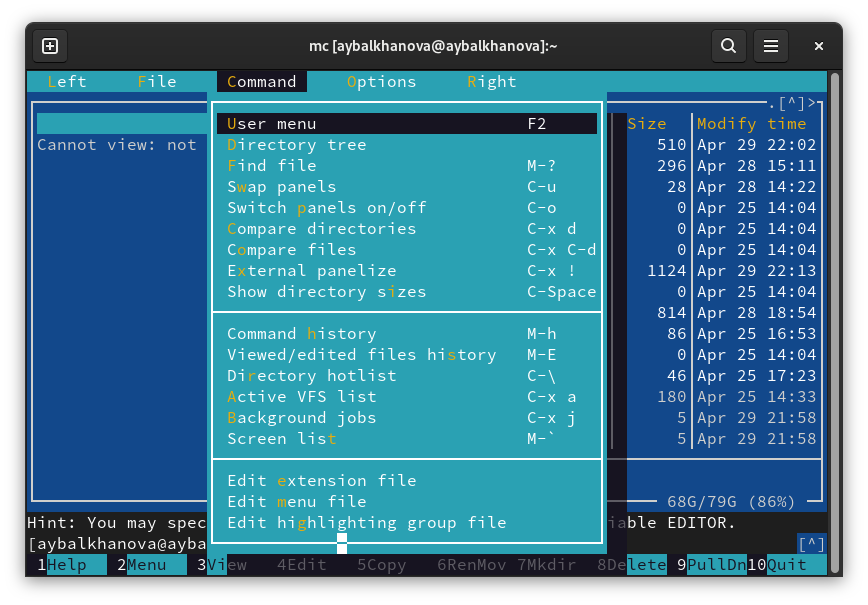 mc [aybalkhanova@aybalkhanova]:~
Left File Command Options Right
.[^]>
User menu F2 Size Modify time
Cannot view: not Directory tree 510 Apr 29 22:02
Find file M-? 296 Apr 28 15:11
Swap panels C-u 28 Apr 28 14:22
Switch panels on/off C-o 0 Apr 25 14:04
Compare directories C-x d 0 Apr 25 14:04
Compare files C-x C-d 0 Apr 25 14:04
External panelize C-x ! 1124 Apr 29 22:13
Show directory sizes C-Space 0 Apr 25 14:04
814 Apr 28 18:54
Command history M-h 86 Apr 25 16:53
Viewed/edited files history M-E 0 Apr 25 14:04
Directory hotlist C-\ 46 Apr 25 17:23
Active VFS list C-x a 180 Apr 25 14:33
Background jobs C-x j 5 Apr 29 21:58
Screen list M-` 5 Apr 29 21:58
Edit extension file
Edit menu file 68G/79G (86%)
Hint: You may spec Edit highlighting group file iable EDITOR.
[aybalkhanova@ayba [^]
1Help 2Menu 3View 4Edit 5Copy 6RenMov 7Mkdir 8Delete 9PullDn 10Quit